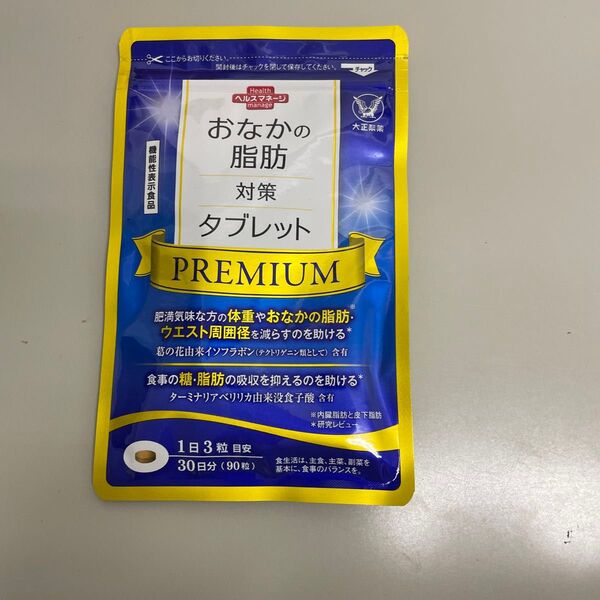 ここからお切りください。
開封後はチャックを閉じて保存してください。
チャック
Health
ヘルスマネージ
manage
大正製薬
機能性表示食品
おなかの
脂肪
対策
タブレット
PREMIUM
肥満気味な方の体重やおなかの脂肪※・
ウエスト周囲径を減らすのを助ける*
葛の花由来イソフラボン(テクトリゲニン類として)含有
食事の糖・脂肪の吸収を抑えるのを助ける*
ターミナリアベリリカ由来没食子酸 含有
※内臓脂肪と皮下脂肪
*研究レビュー
1日3粒 目安
30日分(90粒)
食生活は、主食、主菜、副菜を
基本に、食事のバランスを。